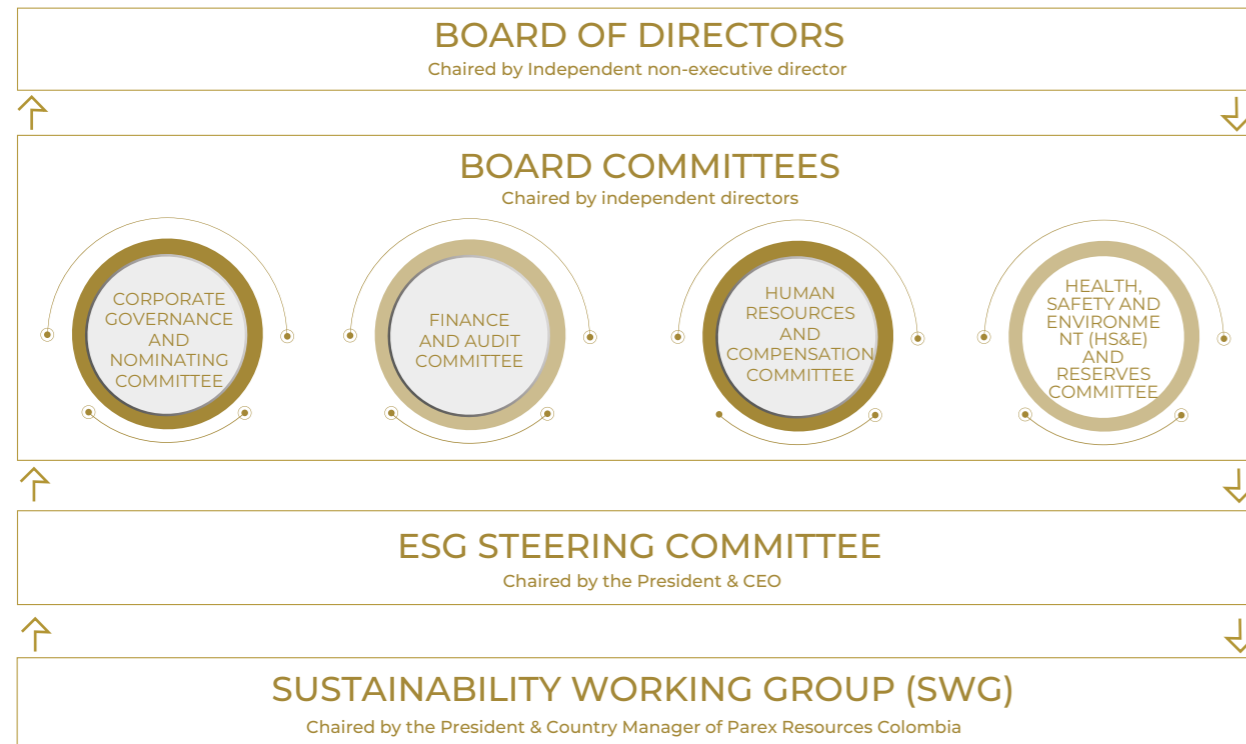 BOARD OF DIRECTORS
Chaired by Independent non-executive director
BOARD COMMITTEES
Chaired by independent directors
CORPORATE
GOVERNANCE
AND
NOMINATING
COMMITTEE
FINANCE
AND AUDIT
COMMITTEE
HUMAN
RESOURCES
AND
COMPENSATION
COMMITTEE
HEALTH,
SAFETY AND
ENVIRONME
NT (HS&E)
AND
RESERVES
COMMITTEE
ESG STEERING COMMITTEE
Chaired by the President & CEO
SUSTAINABILITY WORKING GROUP (SWG)
Chaired by the President & Country Manager of Parex Resources Colombia